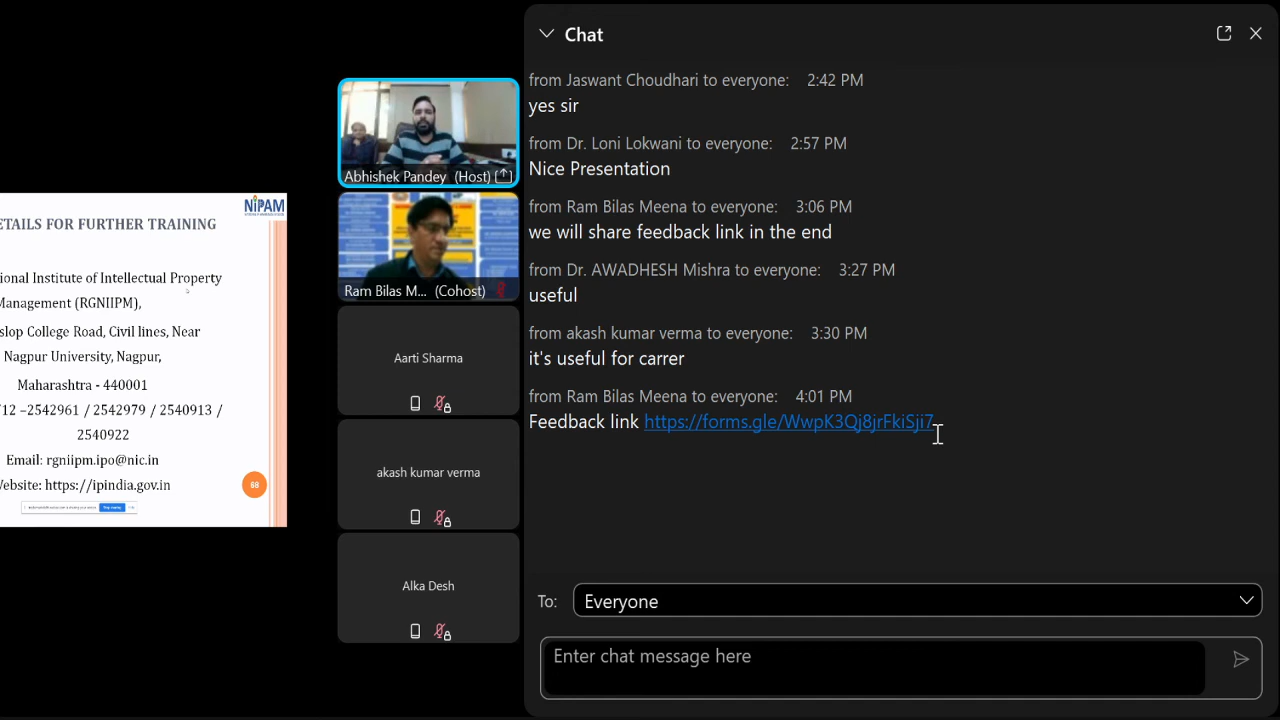 NIPAM
ETAILS FOR FURTHER TRAINING
ional Institute of Intellectual Property
Management (RGNIIPM),
slop College Road, Civil lines, Near
Nagpur University, Nagpur,
Maharashtra - 440001
12 –2542961 / 2542979 / 2540913 /
2540922
Email: rgniipm.ipo@nic.in
ebsite: https://ipindia.gov.in
88
Abhishek Pandey (Host)
Ram Bilas M... (Cohost)
Aarti Sharma
akash kumar verma
Alka Desh
Chat
from Jaswant Choudhari to everyone: 2:42 PM
yes sir
from Dr. Loni Lokwani to everyone: 2:57 PM
Nice Presentation
from Ram Bilas Meena to everyone: 3:06 PM
we will share feedback link in the end
from Dr. AWADHESH Mishra to everyone: 3:27 PM
useful
from akash kumar verma to everyone: 3:30 PM
it's useful for carrer
from Ram Bilas Meena to everyone: 4:01 PM
Feedback link https://forms.gle/WwpK3Qj8jrFkiSji7
To: Everyone
Enter chat message here